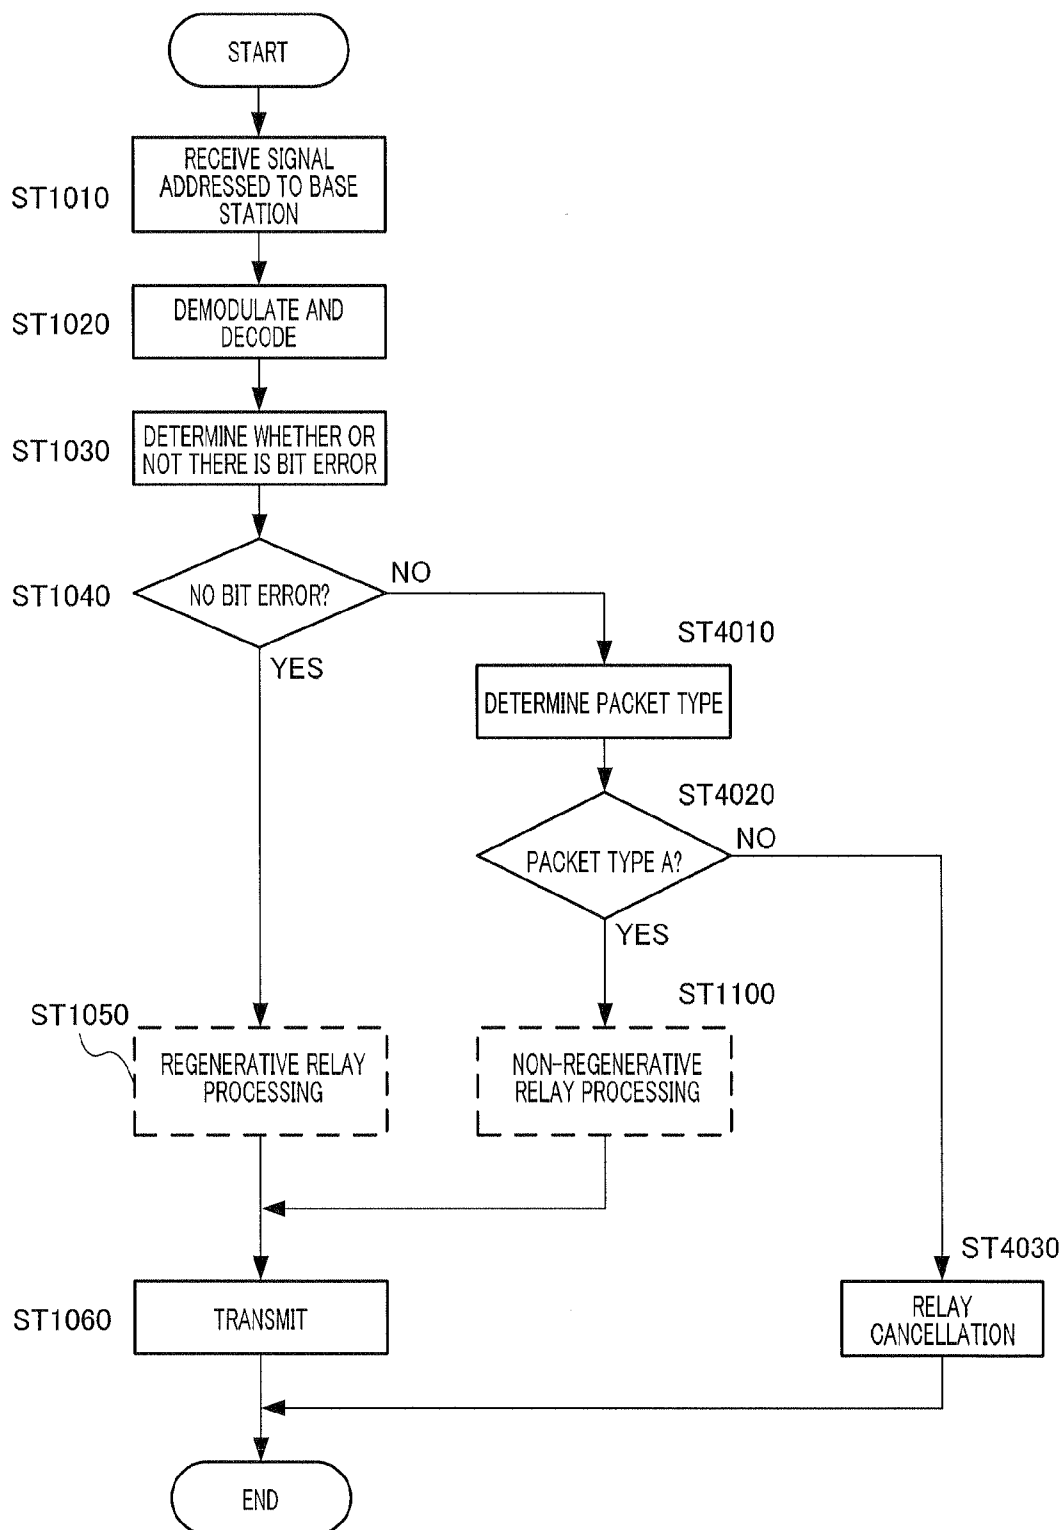 START
RECEIVE SIGNAL
ADDRESSED TO BASE
STATION
ST1010
DEMODULATE AND
DECODE
ST1020
DETERMINE WHETHER OR
NOT THERE IS BIT ERROR
ST1030
NO BIT ERROR?
ST1040
NO
YES
ST4010
DETERMINE PACKET TYPE
ST4020
PACKET TYPE A?
NO
YES
ST1050
REGENERATIVE RELAY
PROCESSING
ST1100
NON-REGENERATIVE
RELAY PROCESSING
ST1060
TRANSMIT
ST4030
RELAY
CANCELLATION
END